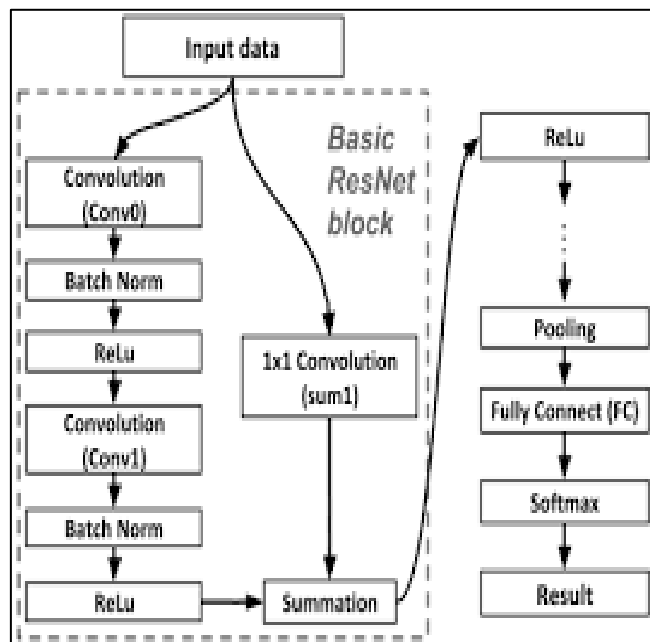 Input data
Basic
ResNet
block
Convolution
(Conv0)
Batch Norm
ReLu
Convolution
(Conv1)
Batch Norm
ReLu
1x1 Convolution
(sum1)
Summation
ReLu
Pooling
Fully Connect (FC)
Softmax
Result